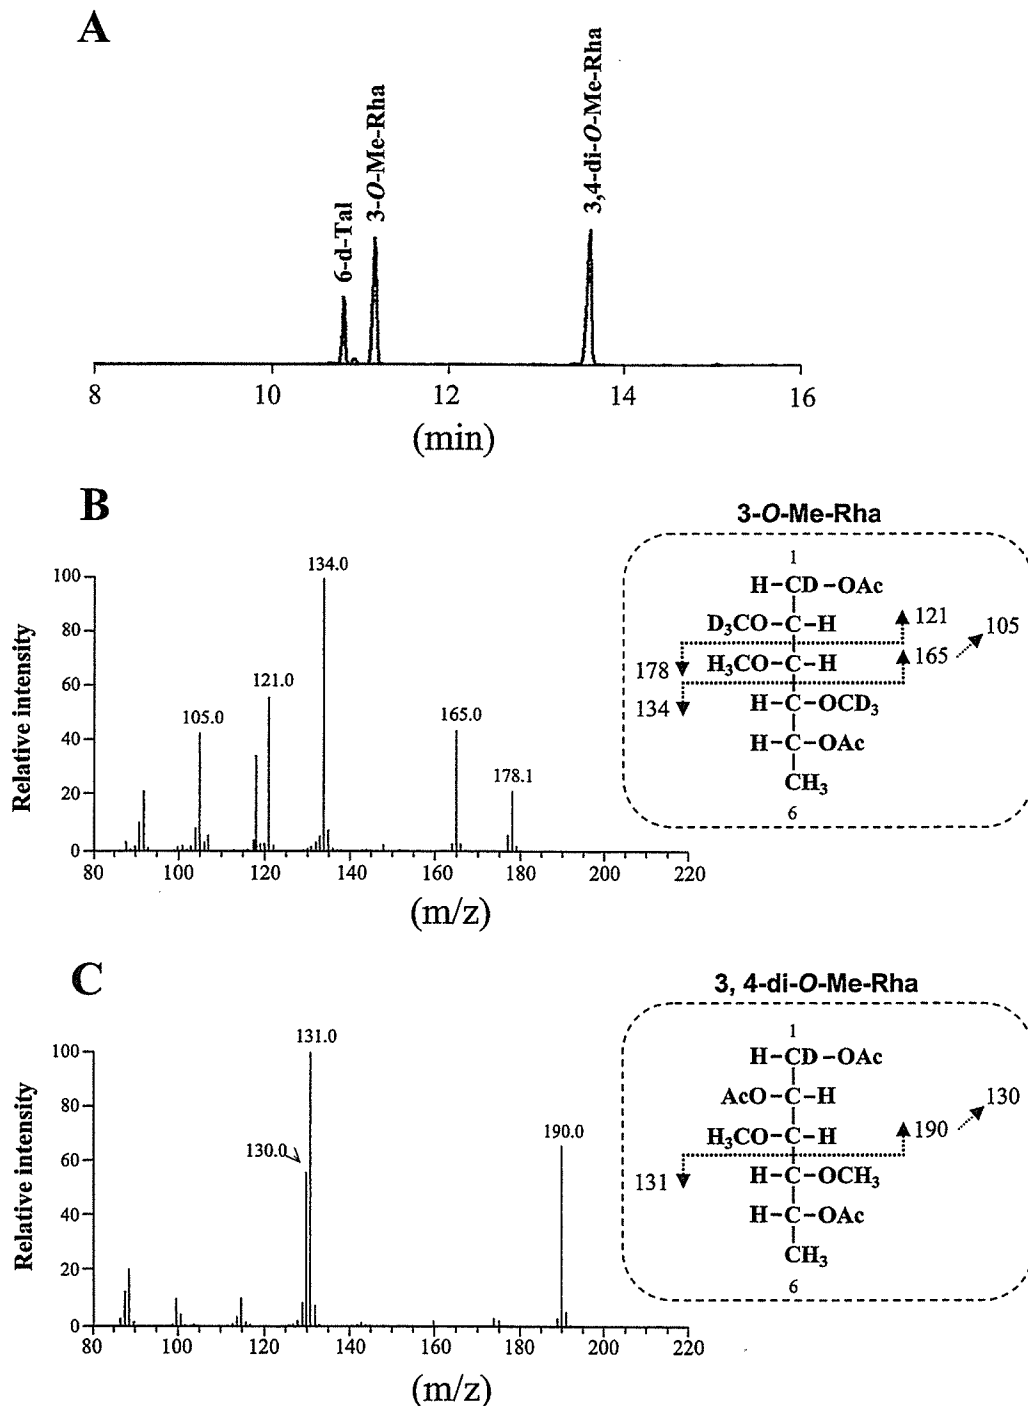 A
6-d-Tal
3-O-Me-Rha
3,4-di-O-Me-Rha
8 10 12 14 16
(min)
B
3-O-Me-Rha
Relative intensity
100
80
60
40
20
0
105.0
121.0
134.0
165.0
178.1
80 100 120 140 160 180 200 220
(m/z)
1
H-CD-OAc
D₃CO-C-H
121
105
178
H₃CO-C-H
165
134
H-C-OCD₃
H-C-OAc
CH₃
6
C
3, 4-di-O-Me-Rha
Relative intensity
100
80
60
40
20
0
130.0
131.0
190.0
80 100 120 140 160 180 200 220
(m/z)
1
H-CD-OAc
AcO-C-H
130
H₃CO-C-H
190
131
H-C-OCH₃
H-C-OAc
CH₃
6